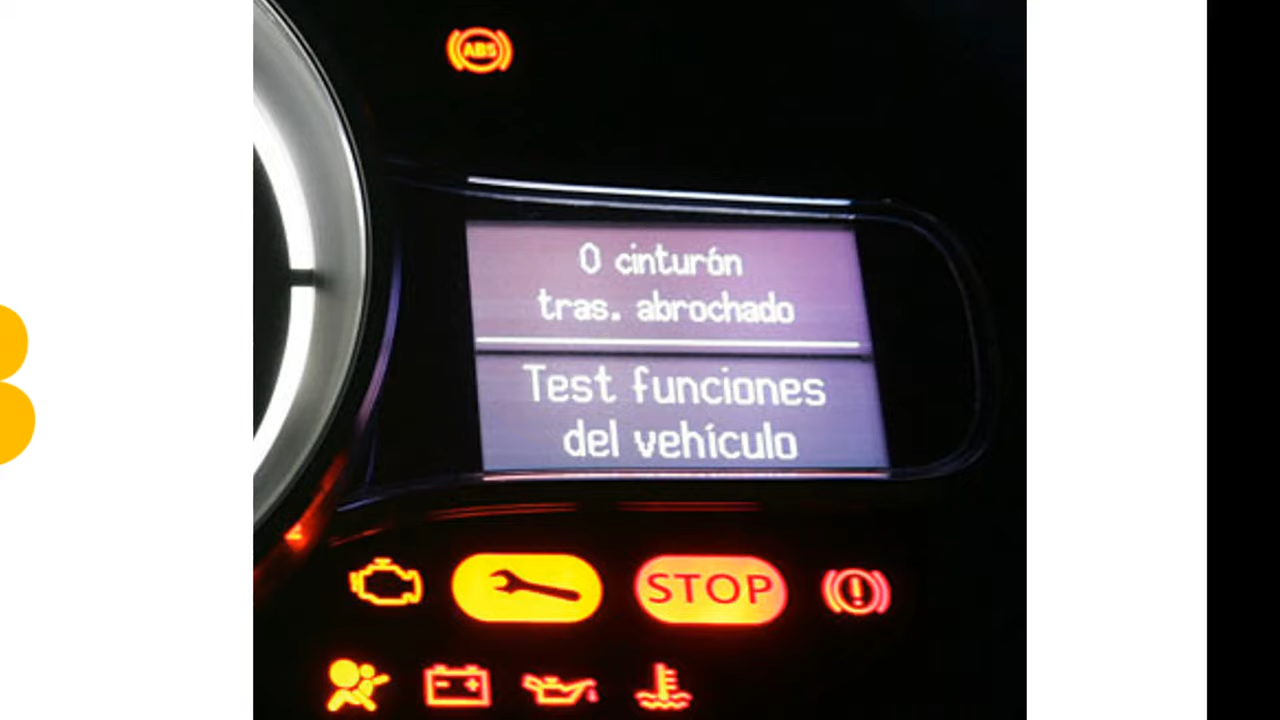 ABS
0 cinturón
tras. abrochado
Test funciones
del vehículo
STOP